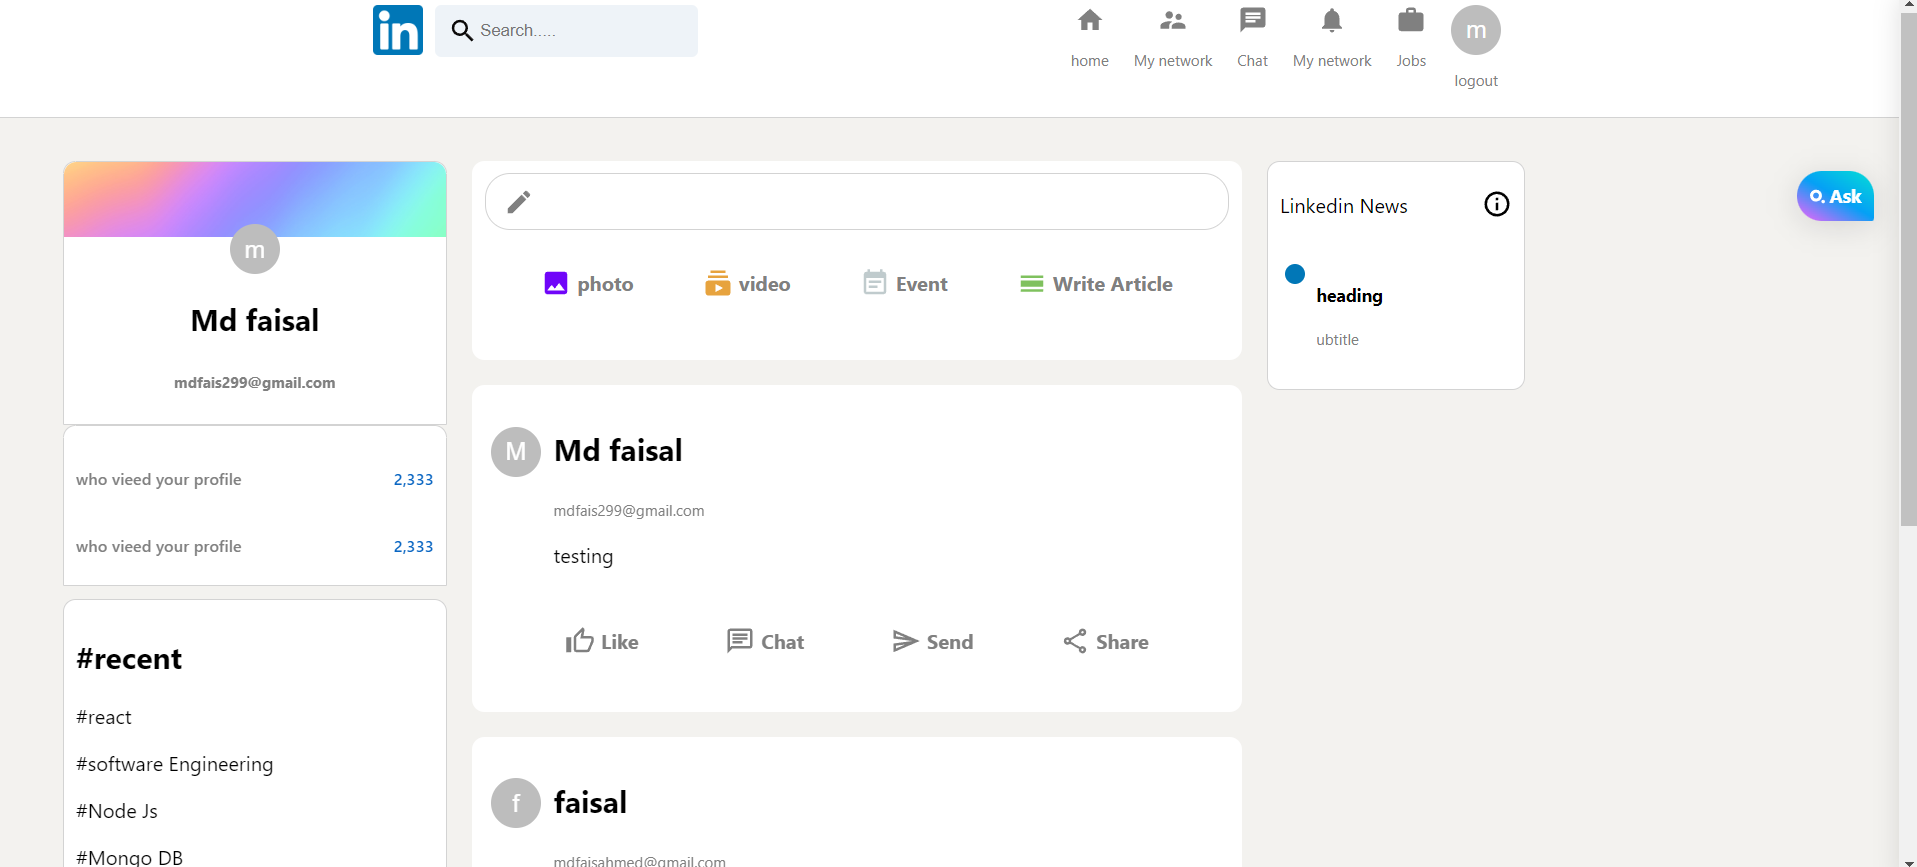 in
Search.....
home
My network
Chat
My network
Jobs
m
logout
m
Md faisal
mdfais299@gmail.com
who vieed your profile 2,333
who vieed your profile 2,333
#recent
#react
#software Engineering
#Node Js
#Mongo DB
photo
video
Event
Write Article
M
Md faisal
mdfais299@gmail.com
testing
Like
Chat
Send
Share
f
faisal
mdfaisahmed@gmail.com
Linkedin News
heading
ubtitle
Ask